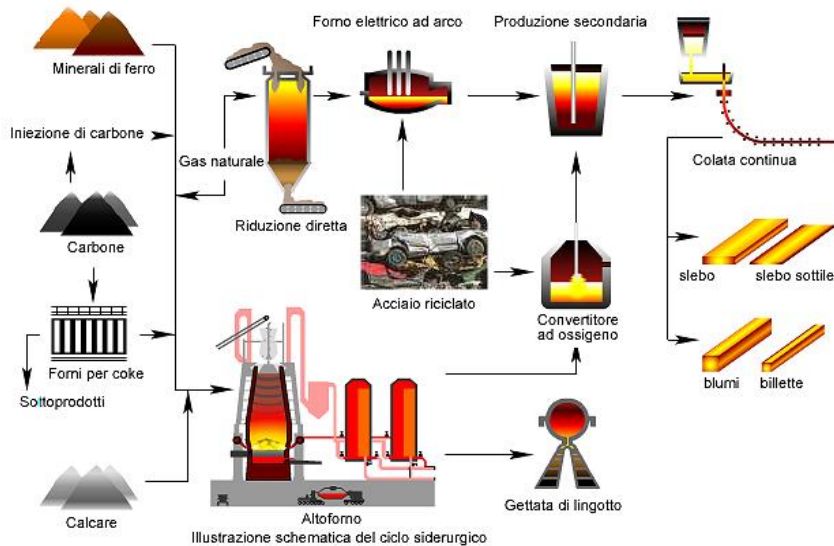 Forno elettrico ad arco
Produzione secondaria
Minerali di ferro
Iniezione di carbone
Gas naturale
Colata continua
Riduzione diretta
Carbone
slebo
slebo sottile
Acciaio riciclato
Convertitore
ad ossigeno
Forni per coke
blumi
billette
Sottoprodotti
Gettata di lingotto
Calcare
Altoforno
Illustrazione schematica del ciclo siderurgico